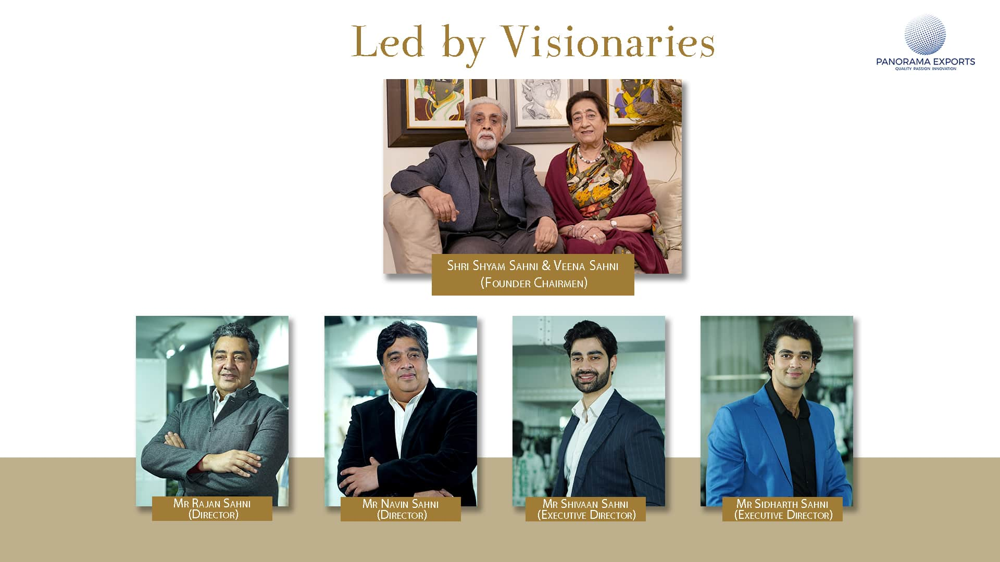 Led by Visionaries
PANORAMA EXPORTS
QUALITY PASSION INNOVATION
Shri Shyam Sahni & Veena Sahni
(Founder Chairmen)
Mr Rajan Sahni
(Director)
Mr Navin Sahni
(Director)
Mr Shivaan Sahni
(Executive Director)
Mr Sidharth Sahni
(Executive Director)